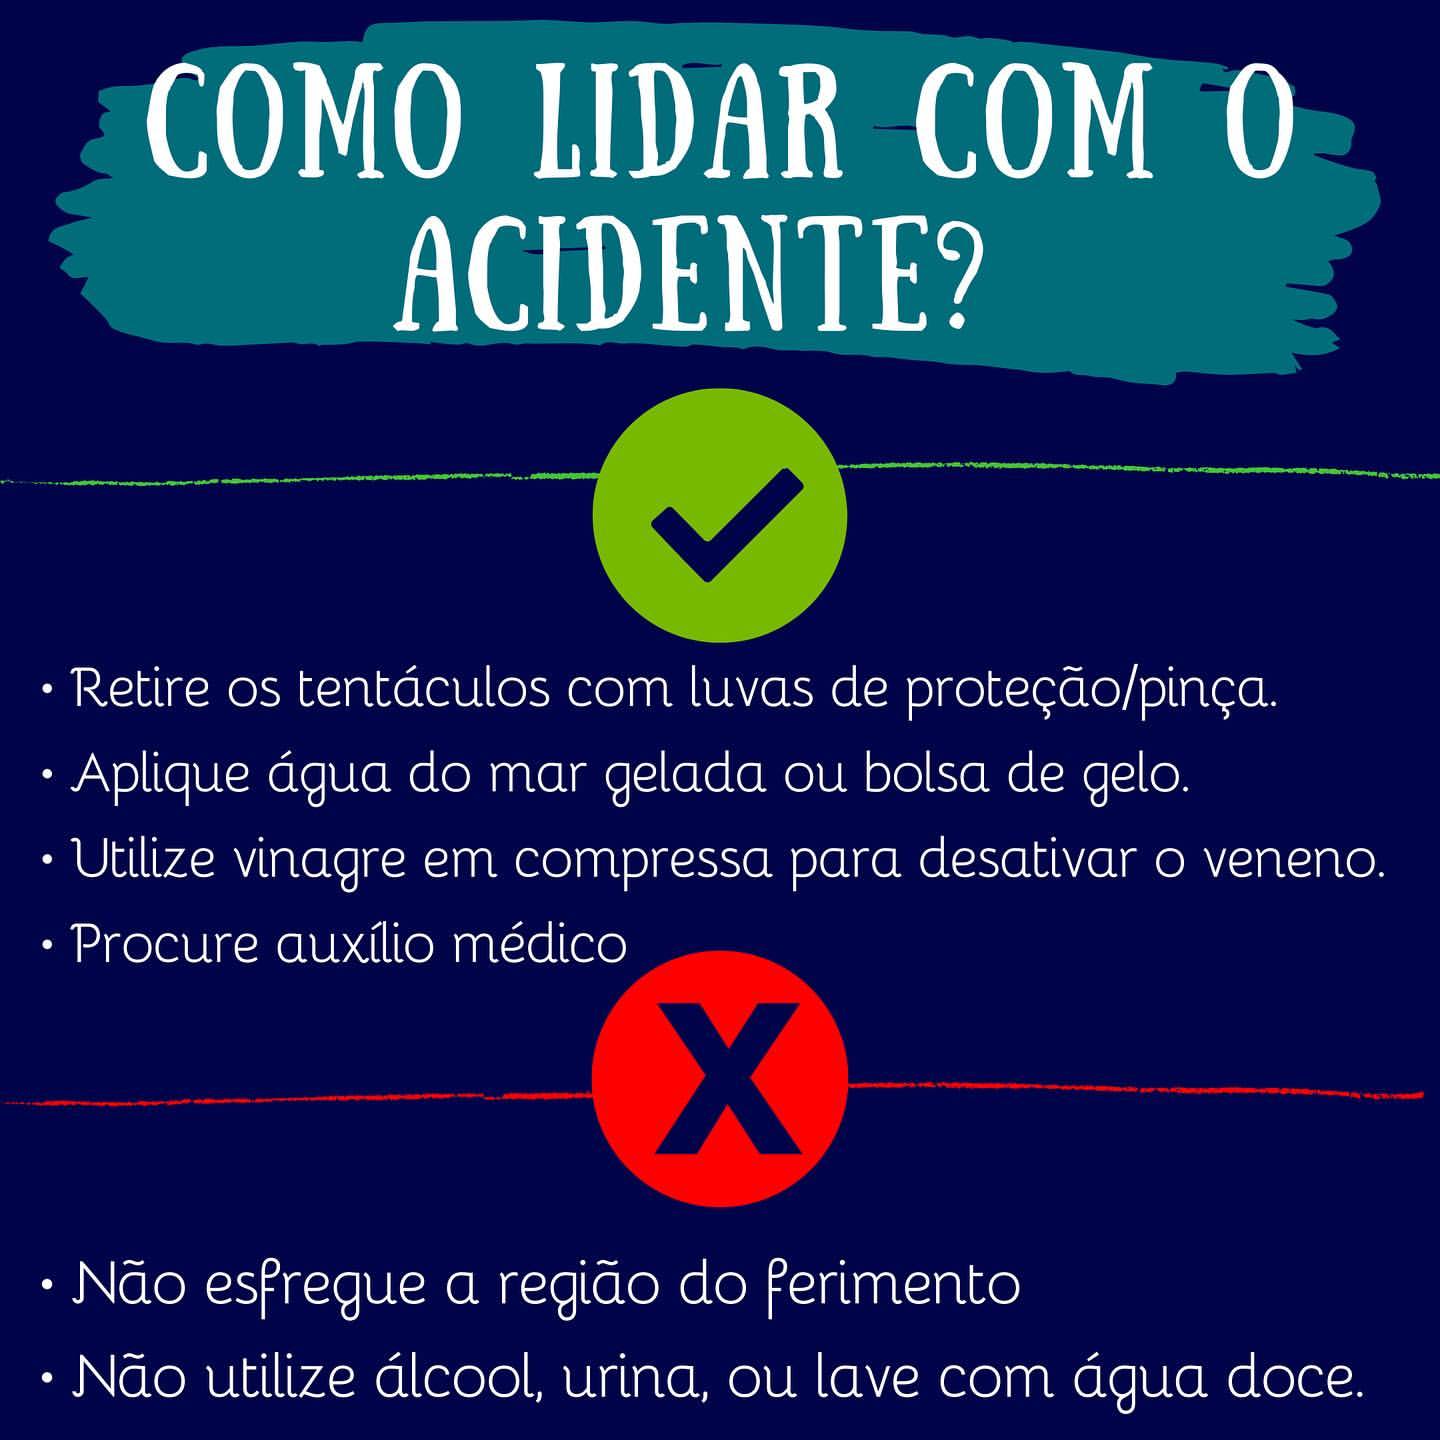 COMO LIDAR COM O
ACIDENTE?
• Retire os tentáculos com luvas de proteção/pinça.
• Aplique água do mar gelada ou bolsa de gelo.
• Utilize vinagre em compressa para desativar o veneno.
• Procure auxílio médico
X
• Não esfregue a região do ferimento
• Não utilize álcool, urina, ou lave com água doce.